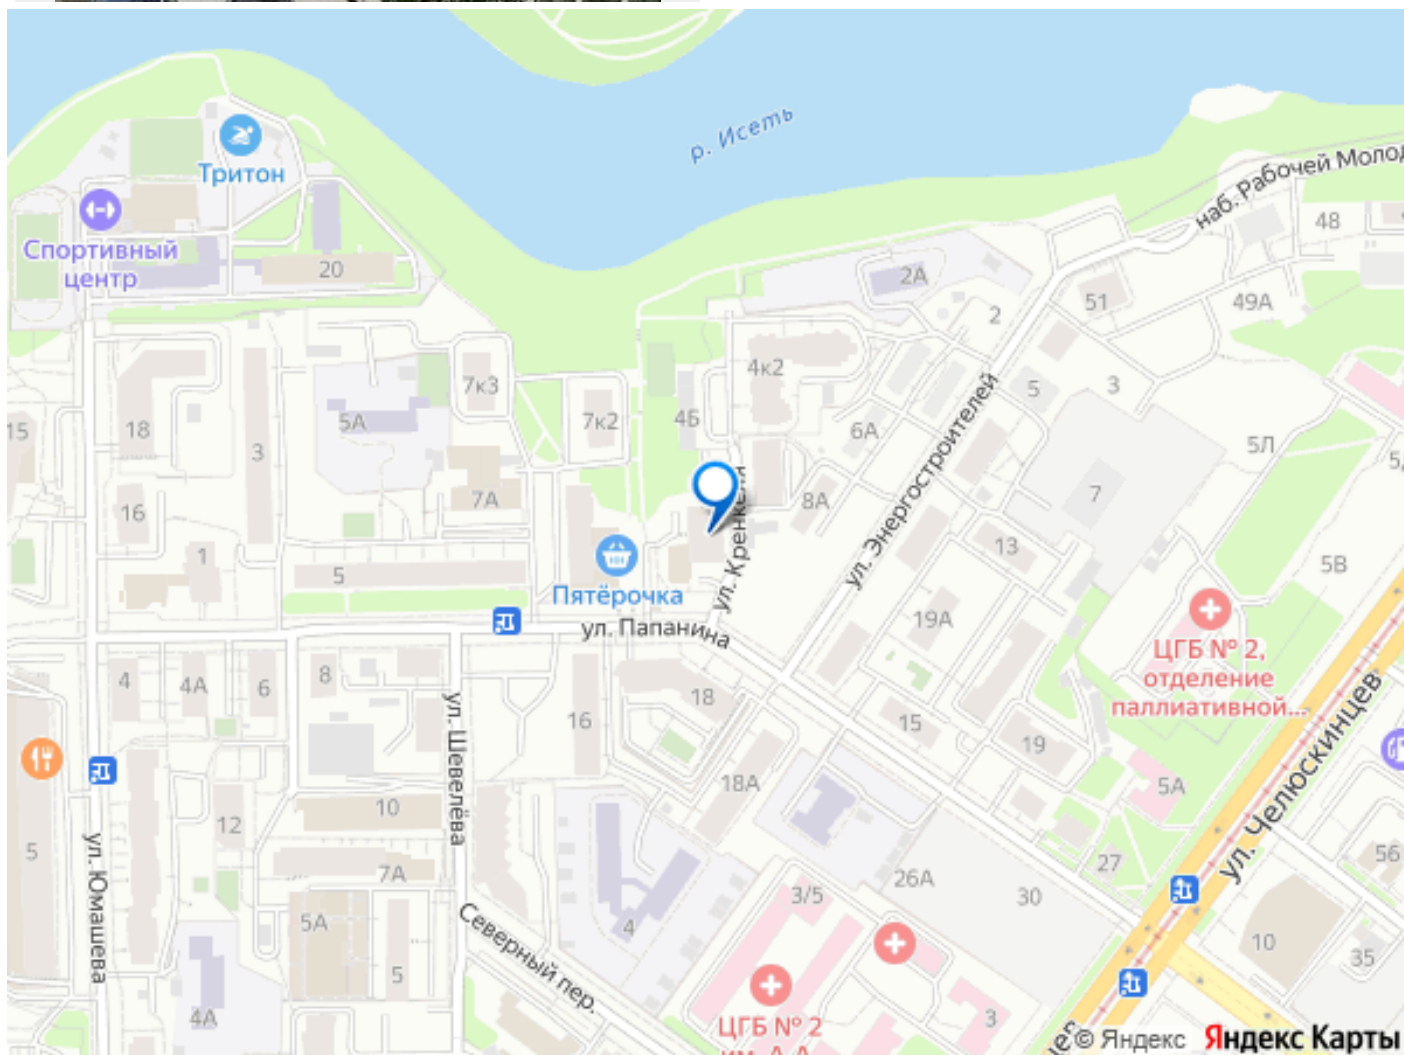 р. Исеть
наб. Рабочей Молод
Тритон
Спортивный
центр
20
2А
48
51
49А
2
4к2
7к3
5
3
5А
7к2
4Б
15
18
3
6А
5Л
7А
16
8А
7
ул. Энергостроителей
13
1
5
Пятёрочка
ул. Кренкеля
5В
19А
ул. Папанина
ЦГБ № 2,
отделение
паллиативной...
4
4А
6
8
18
16
15
19
ул. Шевелёва
18А
5А
ул. Челюскинцев
10
12
5
27
56
7А
ул. Юмашева
3/5
26А
30
5А
4
10
35
Северный пер.
5
4А
3
ЦГБ № 2
© Яндекс Яндекс Карты